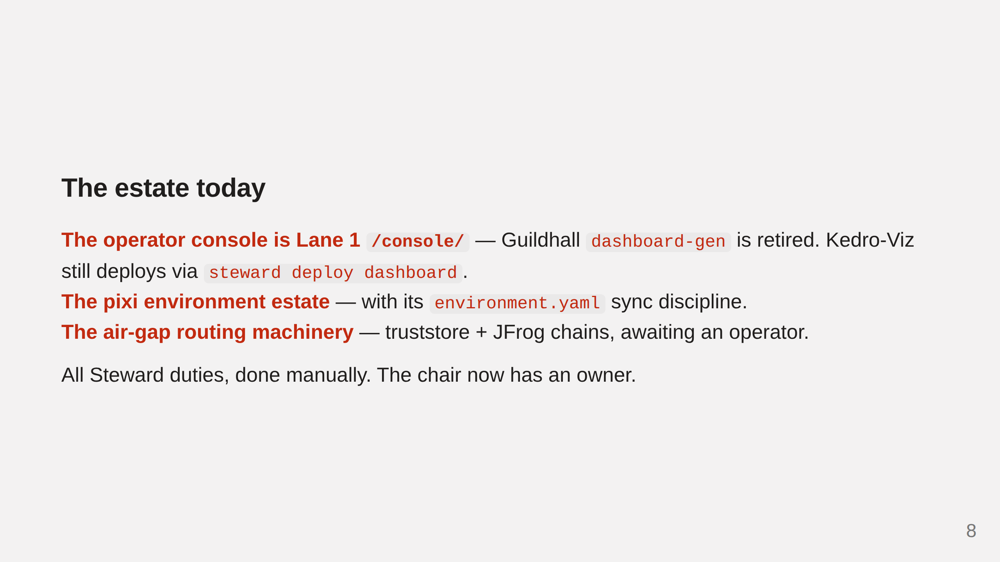 The estate today
The operator console is Lane 1 /console/ — Guildhall dashboard-gen is retired. Kedro-Viz
still deploys via steward deploy dashboard.
The pixi environment estate — with its environment.yaml sync discipline.
The air-gap routing machinery — truststore + JFrog chains, awaiting an operator.
All Steward duties, done manually. The chair now has an owner.
8